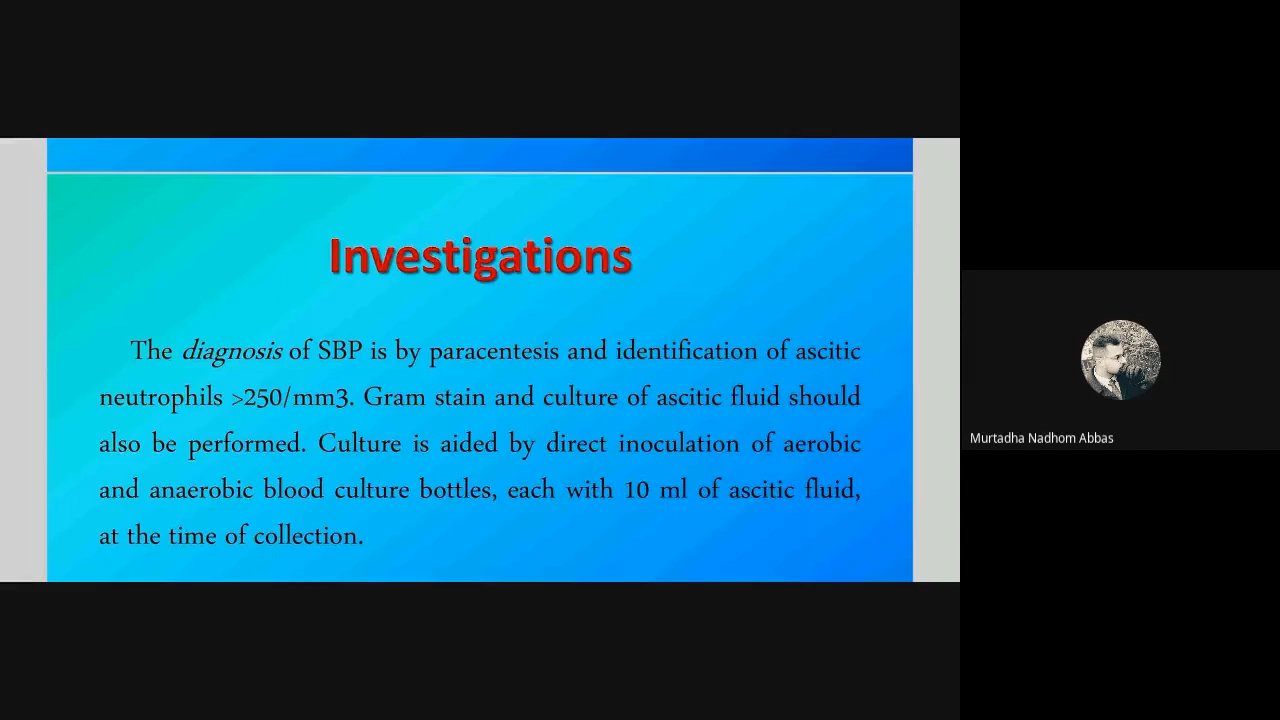 Investigations
The diagnosis of SBP is by paracentesis and identification of ascitic
neutrophils >250/mm3. Gram stain and culture of ascitic fluid should
also be performed. Culture is aided by direct inoculation of aerobic
and anaerobic blood culture bottles, each with 10 ml of ascitic fluid,
at the time of collection.
Murtadha Nadhom Abbas